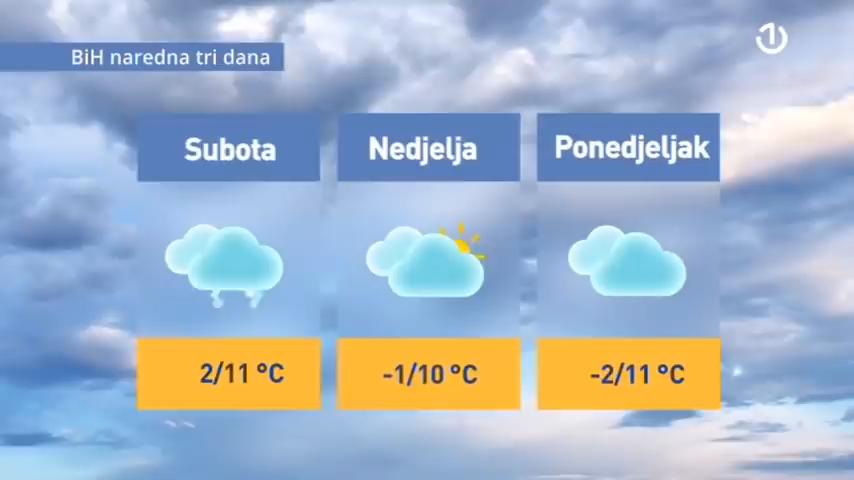 BiH naredna tri dana
Subota
Nedjelja
Ponedjeljak
2/11 °C
-1/10 °C
-2/11 °C